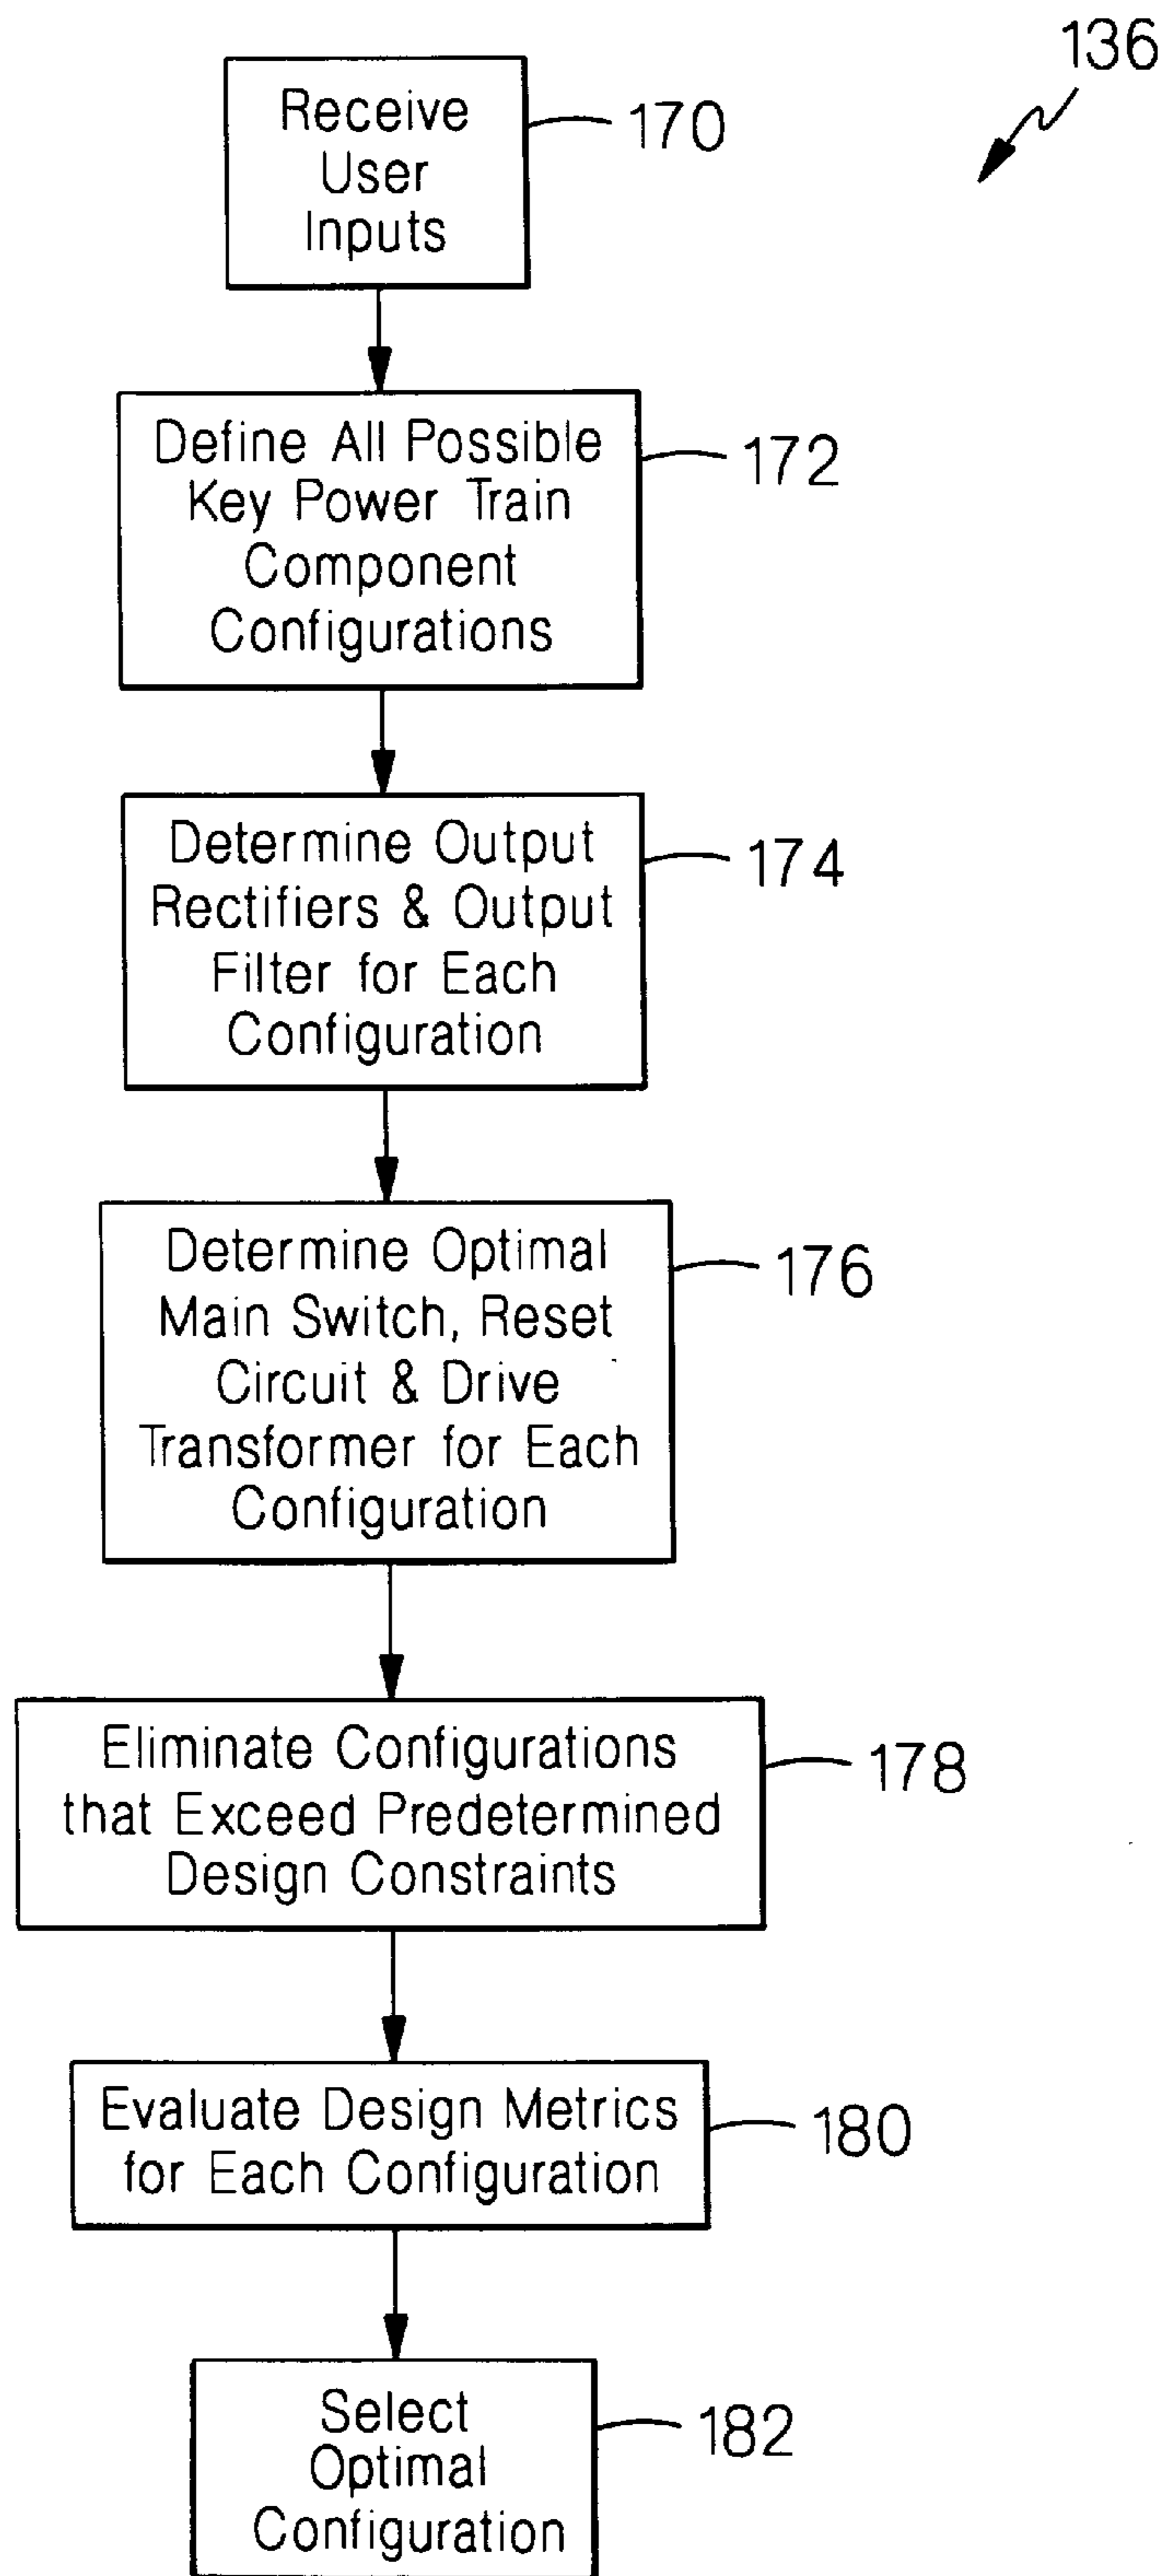 136
Receive
User
Inputs
170
Define All Possible
Key Power Train
Component
Configurations
172
Determine Output
Rectifiers & Output
Filter for Each
Configuration
174
Determine Optimal
Main Switch, Reset
Circuit & Drive
Transformer for Each
Configuration
176
Eliminate Configurations
that Exceed Predetermined
Design Constraints
178
Evaluate Design Metrics
for Each Configuration
180
Select
Optimal
Configuration
182